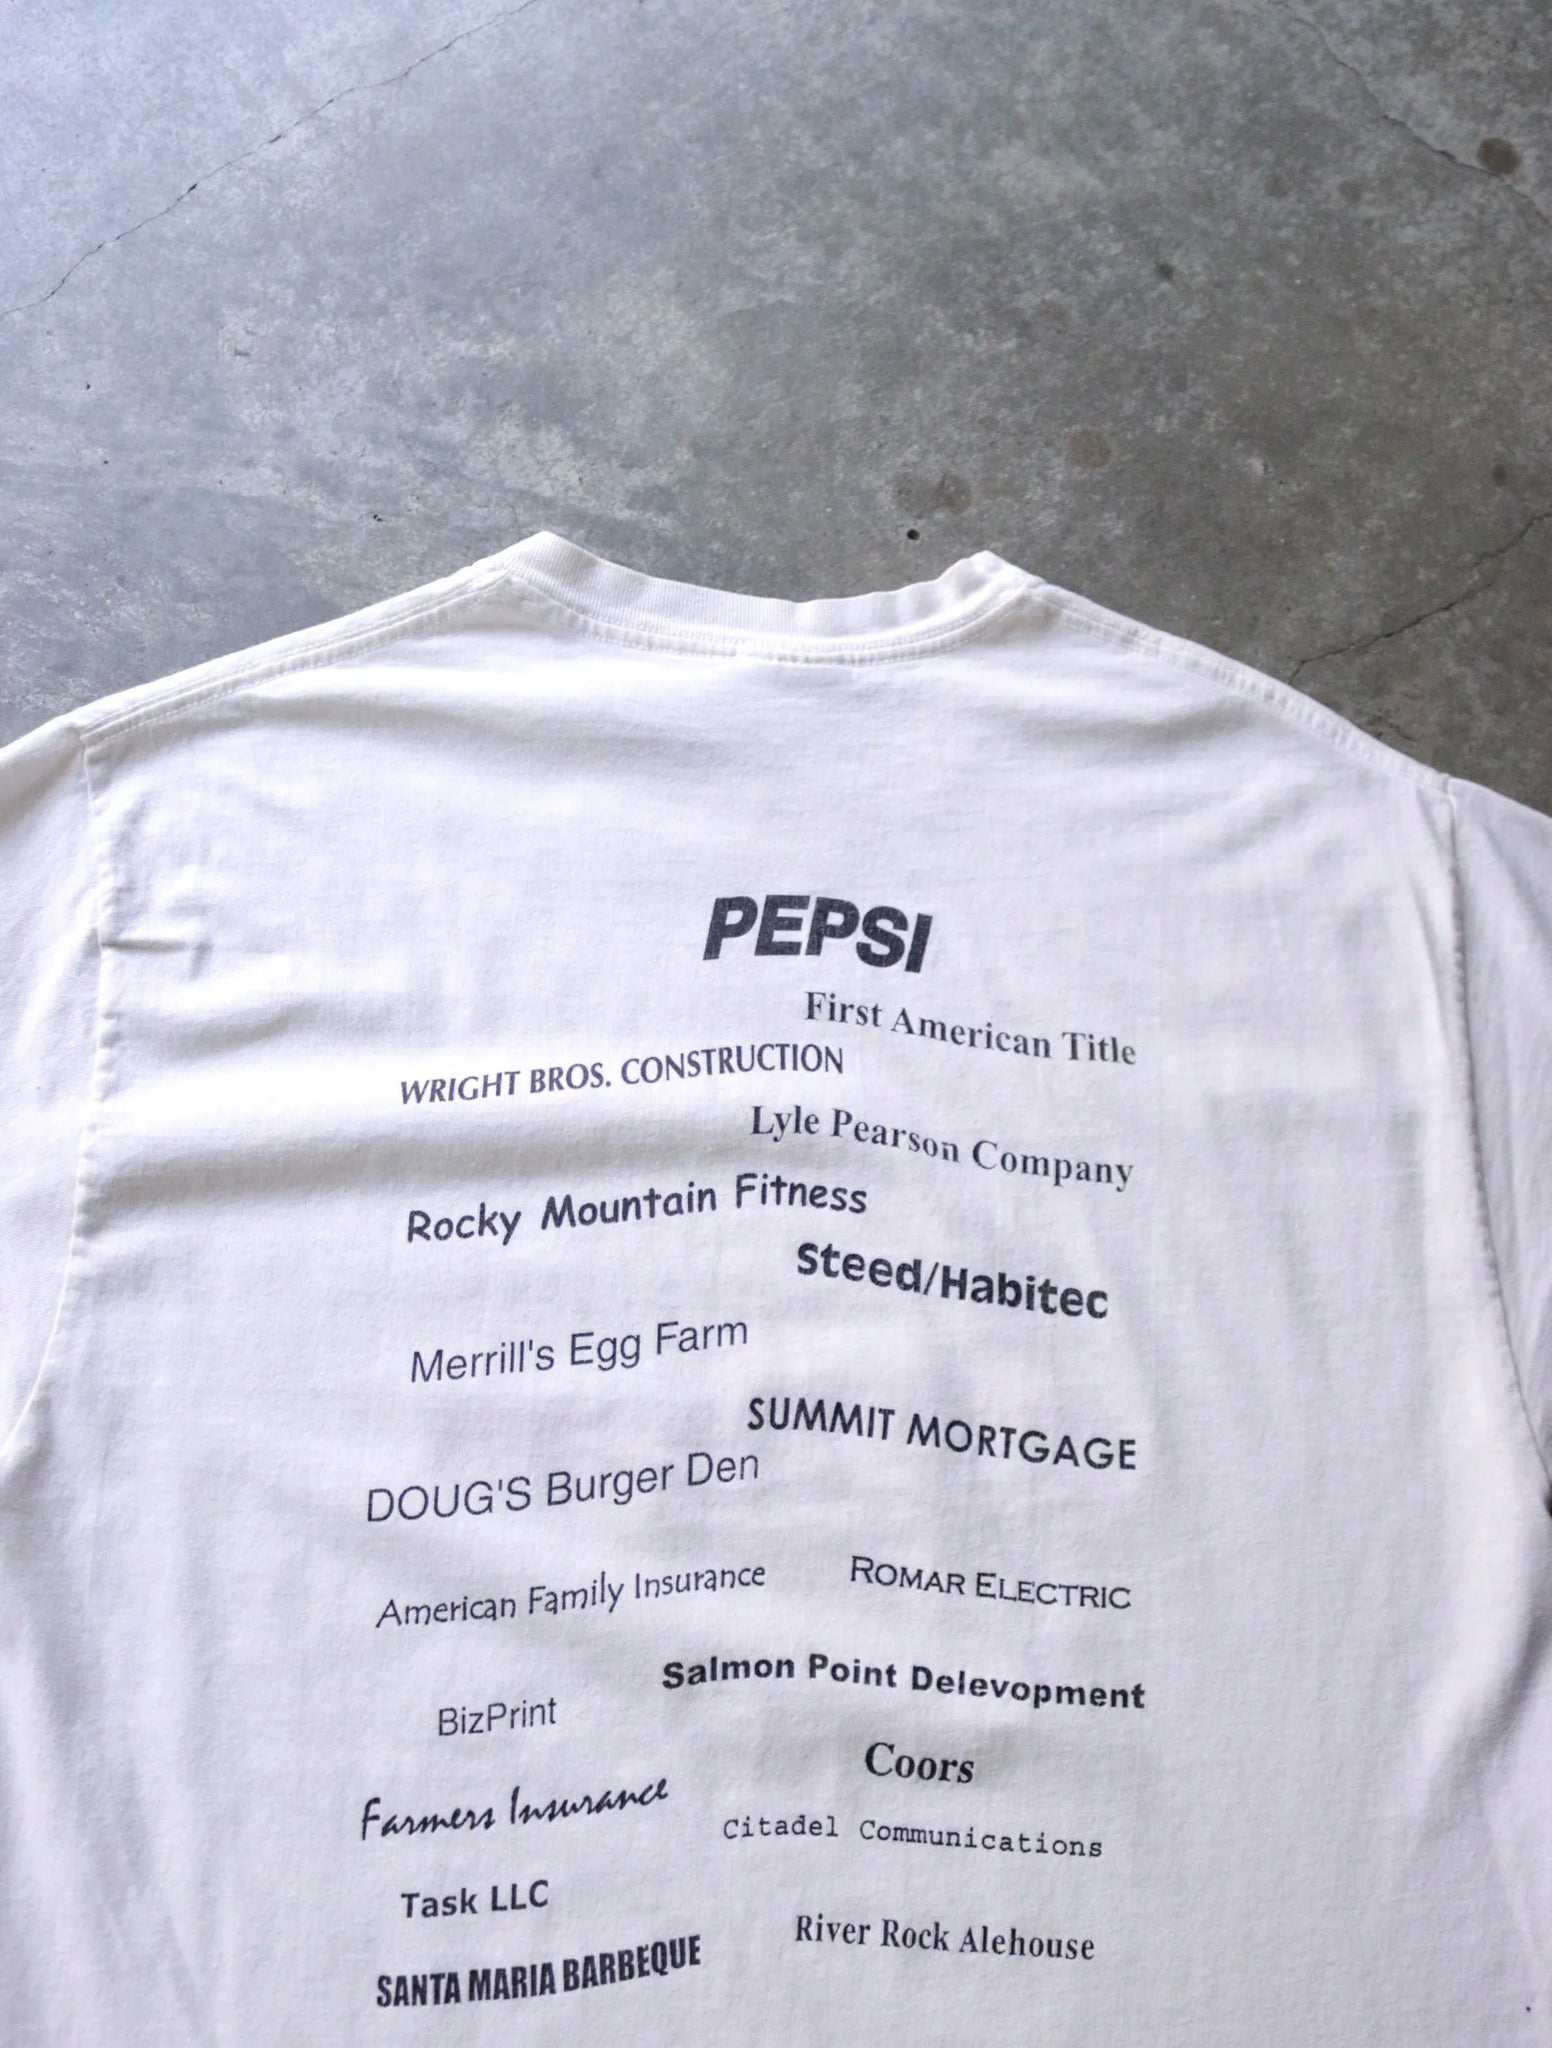 PEPSI
First American Title
WRIGHT BROS. CONSTRUCTION
Lyle Pearson Company
Rocky Mountain Fitness
Steed/Habitec
Merrill's Egg Farm
SUMMIT MORTGAGE
DOUG'S Burger Den
American Family Insurance
ROMAR ELECTRIC
Salmon Point Delevopment
BizPrint
Coors
Farmers Insurance
Citadel Communications
Task LLC
River Rock Alehouse
SANTA MARIA BARBEQUE